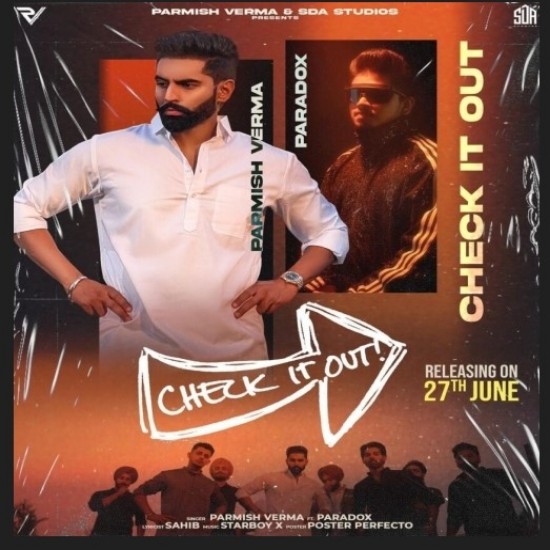 PARMISH VERMA & SDA STUDIOS
PRESENTS
SDA
PARMISH VERMA
PARADOX
CHECK IT OUT
CHECK IT OUT!
RELEASING ON
27TH JUNE
SINGER PARMISH VERMA FT. PARADOX
LYRICIST SAHIB MUSIC STARBOY X POSTER POSTER PERFECTO